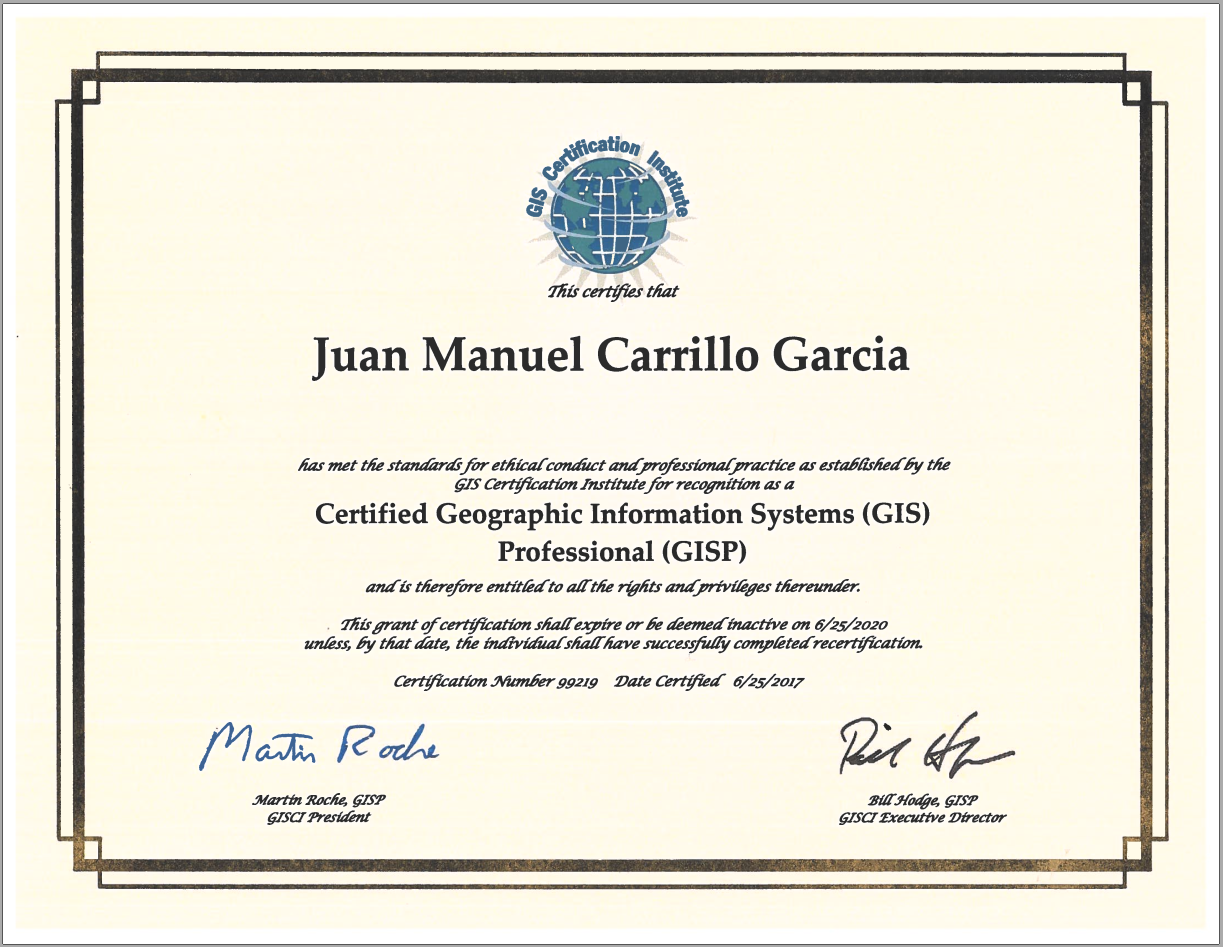 GIS Certification Institute
This certifies that
Juan Manuel Carrillo Garcia
has met the standards for ethical conduct and professional practice as established by the
GIS Certification Institute for recognition as a
Certified Geographic Information Systems (GIS)
Professional (GISP)
and is therefore entitled to all the rights and privileges thereunder.
This grant of certification shall expire or be deemed inactive on 6/25/2020
unless, by that date, the individual shall have successfully completed recertification.
Certification Number 99219 Date Certified 6/25/2017
Martin Roche
Bill Hodge
Martin Roche, GISP
GISCI President
Bill Hodge, GISP
GISCI Executive Director